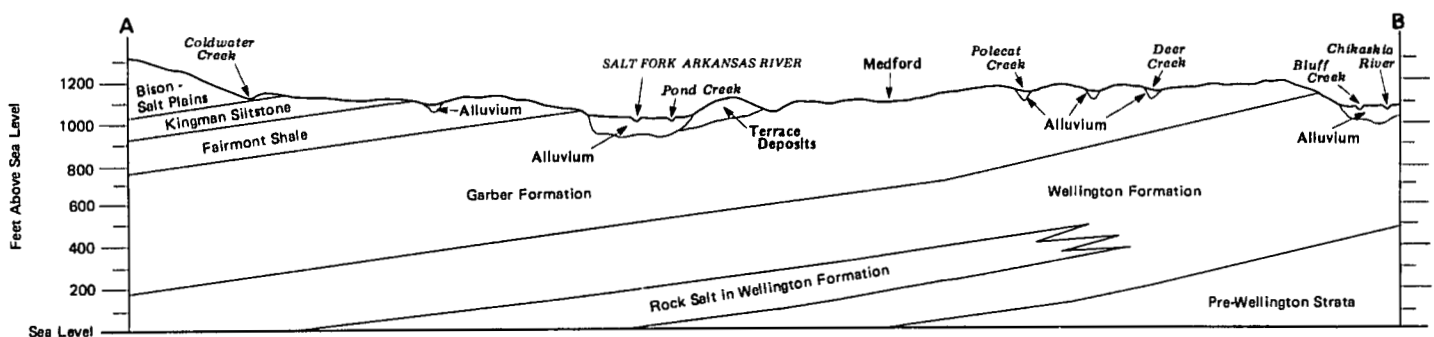 A
B
Coldwater
Creek
SALT FORK ARKANSAS RIVER
Pond Creek
Medford
Polecat
Creek
Deer
Creek
Bluff
Creek
Chikaskia
River
Feet Above Sea Level
1200
1000
800
600
400
200
Sea Level
Bison -
Salt Plains
Kingman Siltstone
Fairmont Shale
Alluvium
Alluvium
Terrace
Deposits
Alluvium
Alluvium
Garber Formation
Wellington Formation
Rock Salt in Wellington Formation
Pre-Wellington Strata